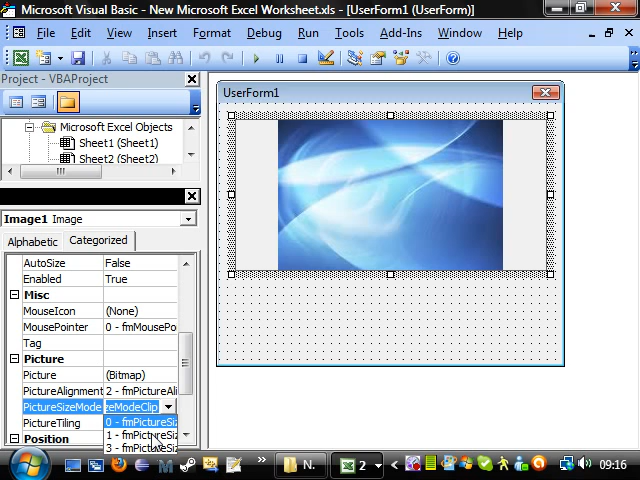 Microsoft Visual Basic - New Microsoft Excel Worksheet.xls - [UserForm1 (UserForm)]
File Edit View Insert Format Debug Run Tools Add-Ins Window Help
Project - VBAProject
Microsoft Excel Objects
Sheet1 (Sheet1)
Sheet2 (Sheet2)
UserForm1
Image1 Image
Alphabetic Categorized
AutoSize False
Enabled True
Misc
MouseIcon (None)
MousePointer 0 - fmMousePo
Tag
Picture
Picture (Bitmap)
PictureAlignment 2 - fmPictureAli
PictureSizeMode zeModeClip
PictureTiling 0 - fmPictureSiz
1 - fmPictureSiz
Position 3 - fmPictureSiz
N. 2 09:16